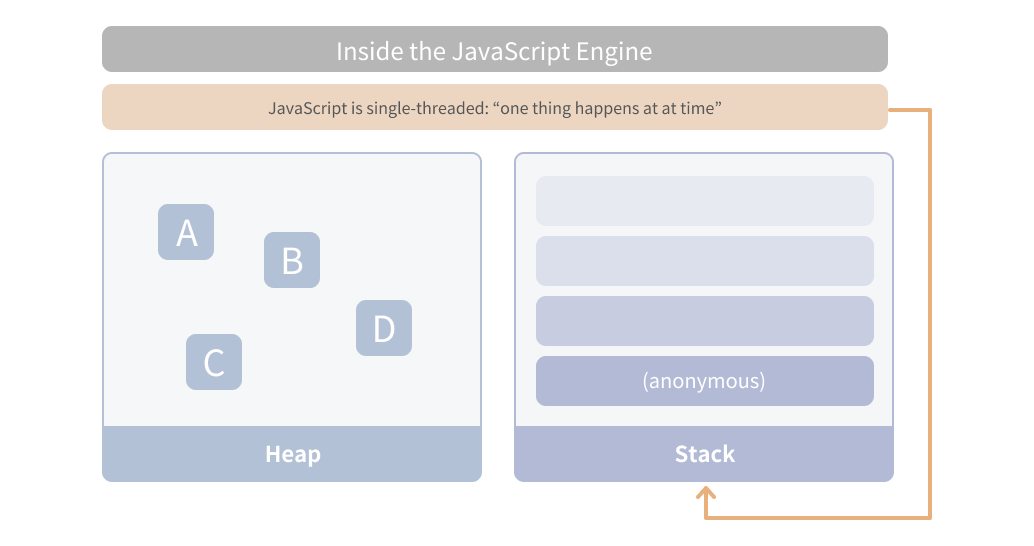 Inside the JavaScript Engine
JavaScript is single-threaded: “one thing happens at at time”
A
B
D
C
(anonymous)
Heap
Stack